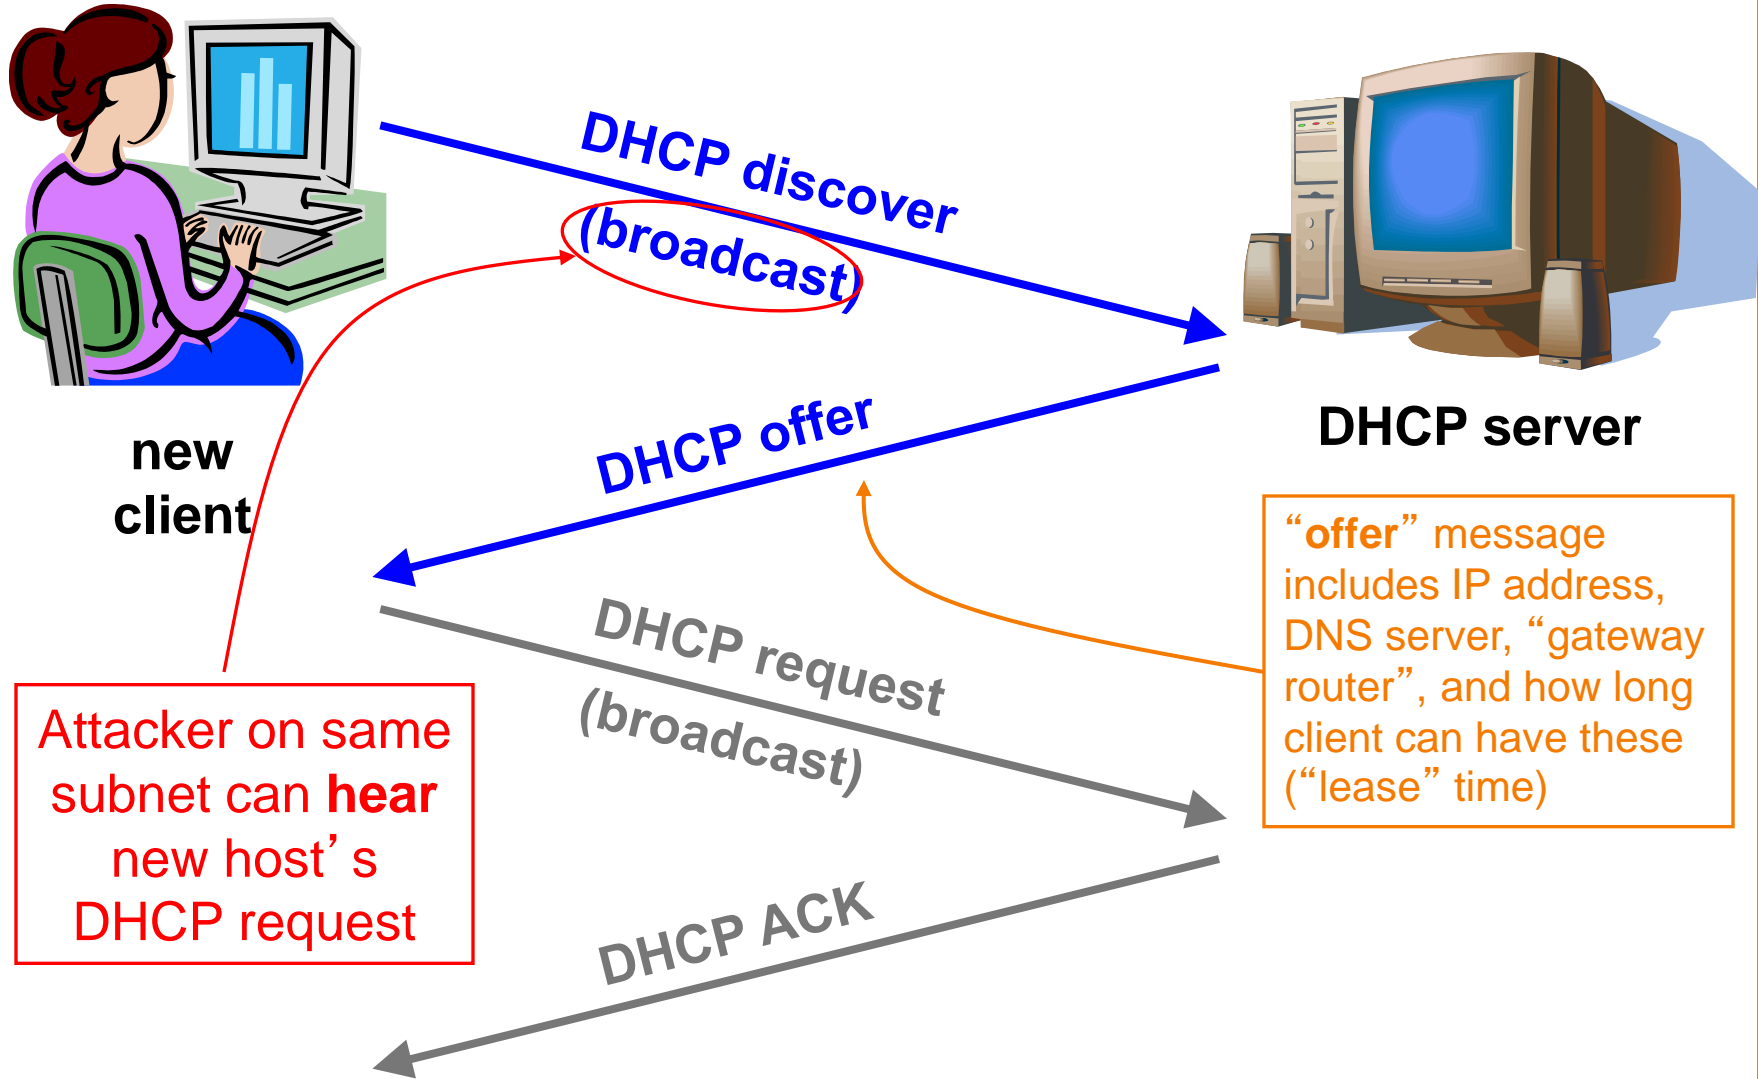 DHCP discover
(broadcast)
DHCP offer
new
client
DHCP server
“offer” message
includes IP address,
DNS server, “gateway
router”, and how long
client can have these
(“lease” time)
DHCP request
(broadcast)
Attacker on same
subnet can hear
new host’s
DHCP request
DHCP ACK